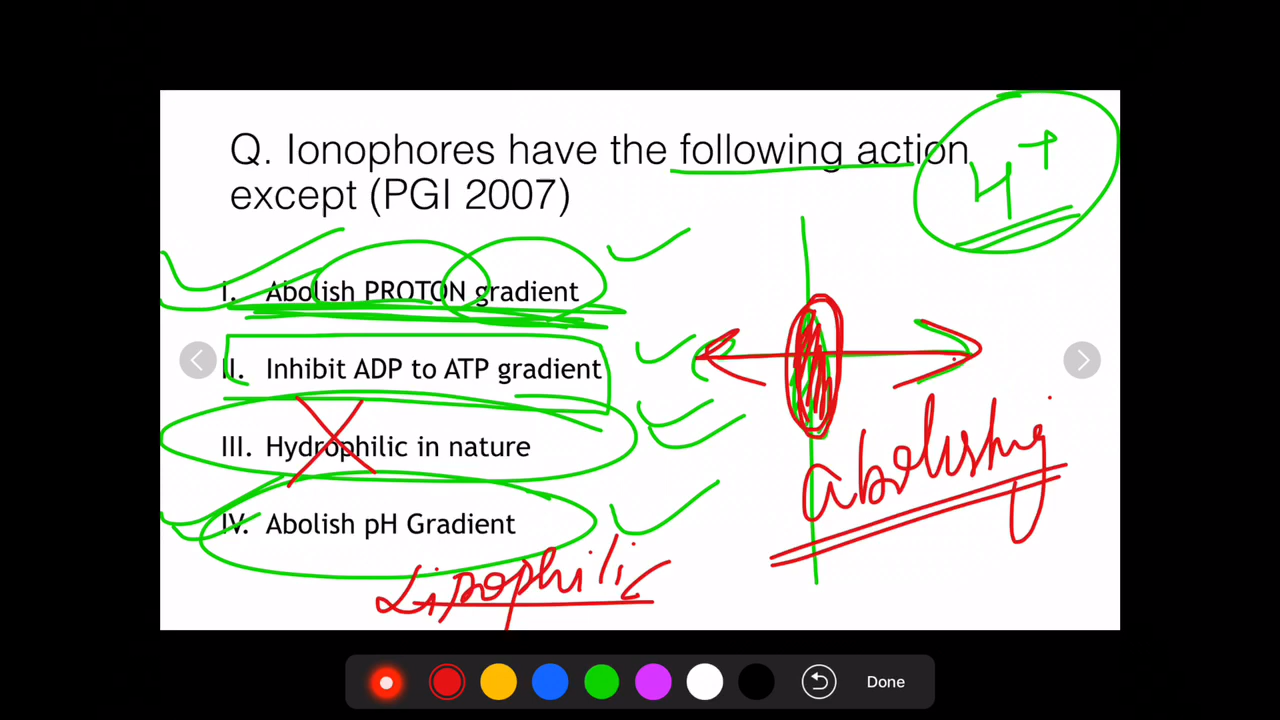 Q. Ionophores have the following action
except (PGI 2007)
H+
I. Abolish PROTON gradient
II. Inhibit ADP to ATP gradient
III. Hydrophilic in nature
IV. Abolish pH Gradient
abolishing
Lipophilic
Done